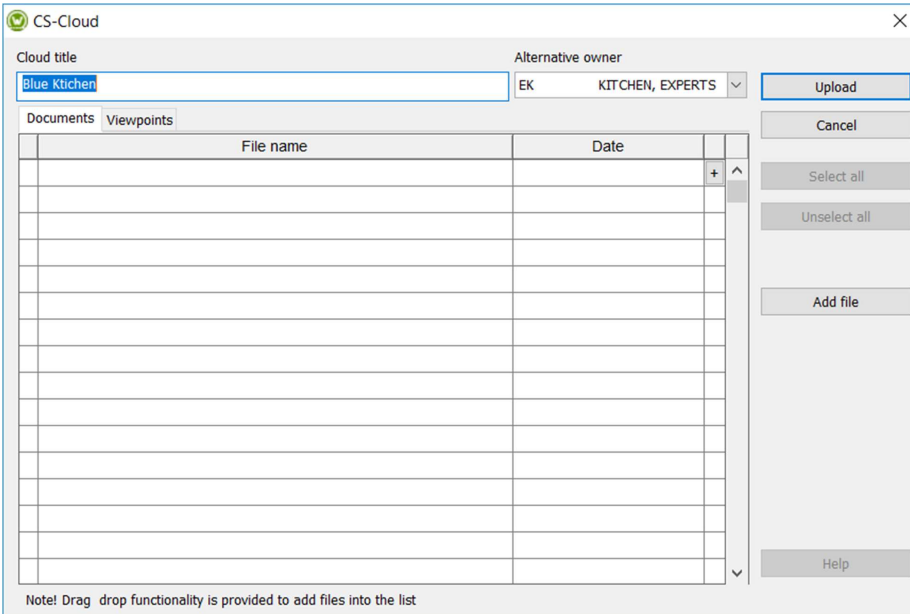 CS-Cloud
Cloud title
Alternative owner
Blue Ktichen
EK KITCHEN, EXPERTS
Upload
Cancel
Documents Viewpoints
File name Date
+
Select all
Unselect all
Add file
Help
Note! Drag drop functionality is provided to add files into the list